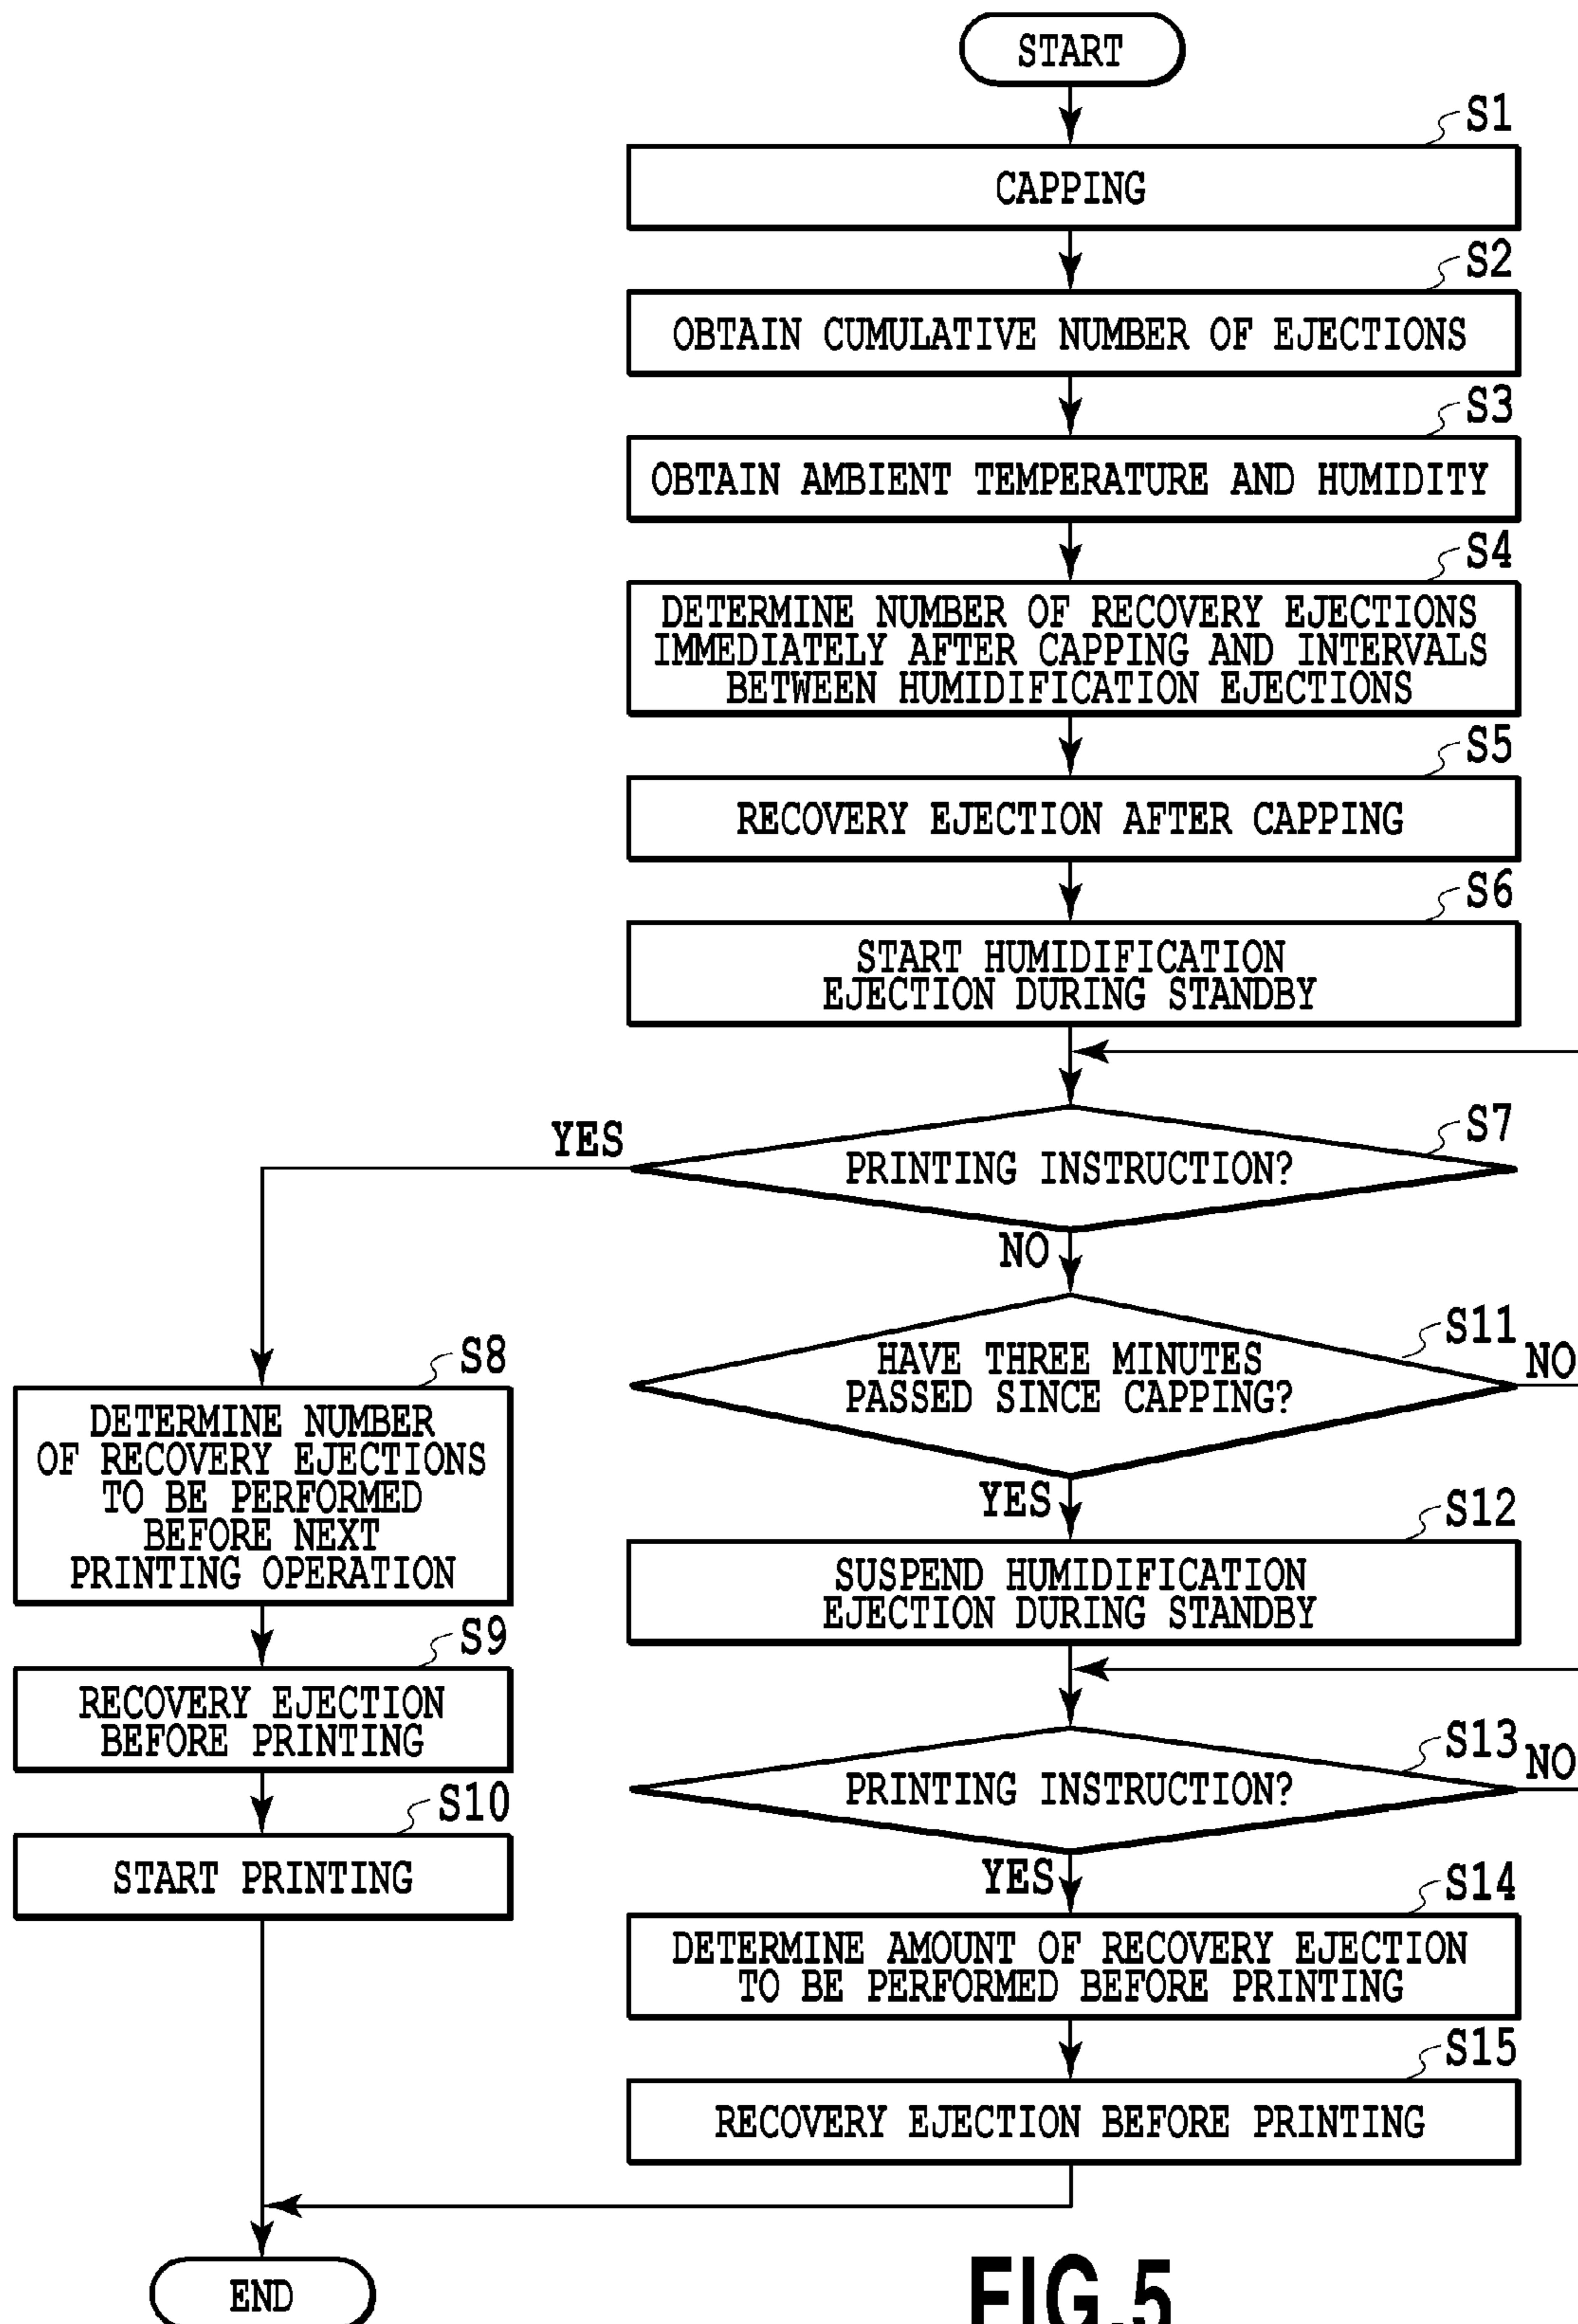 START
S1
CAPPING
S2
OBTAIN CUMULATIVE NUMBER OF EJECTIONS
S3
OBTAIN AMBIENT TEMPERATURE AND HUMIDITY
S4
DETERMINE NUMBER OF RECOVERY EJECTIONS
IMMEDIATELY AFTER CAPPING AND INTERVALS
BETWEEN HUMIDIFICATION EJECTIONS
S5
RECOVERY EJECTION AFTER CAPPING
S6
START HUMIDIFICATION
EJECTION DURING STANDBY
S7
YES
PRINTING INSTRUCTION?
NO
S8
DETERMINE NUMBER
OF RECOVERY EJECTIONS
TO BE PERFORMED
BEFORE NEXT
PRINTING OPERATION
S9
RECOVERY EJECTION
BEFORE PRINTING
S10
START PRINTING
S11
HAVE THREE MINUTES
PASSED SINCE CAPPING?
NO
YES
S12
SUSPEND HUMIDIFICATION
EJECTION DURING STANDBY
S13
PRINTING INSTRUCTION?
NO
YES
S14
DETERMINE AMOUNT OF RECOVERY EJECTION
TO BE PERFORMED BEFORE PRINTING
S15
RECOVERY EJECTION BEFORE PRINTING
END
FIG.5